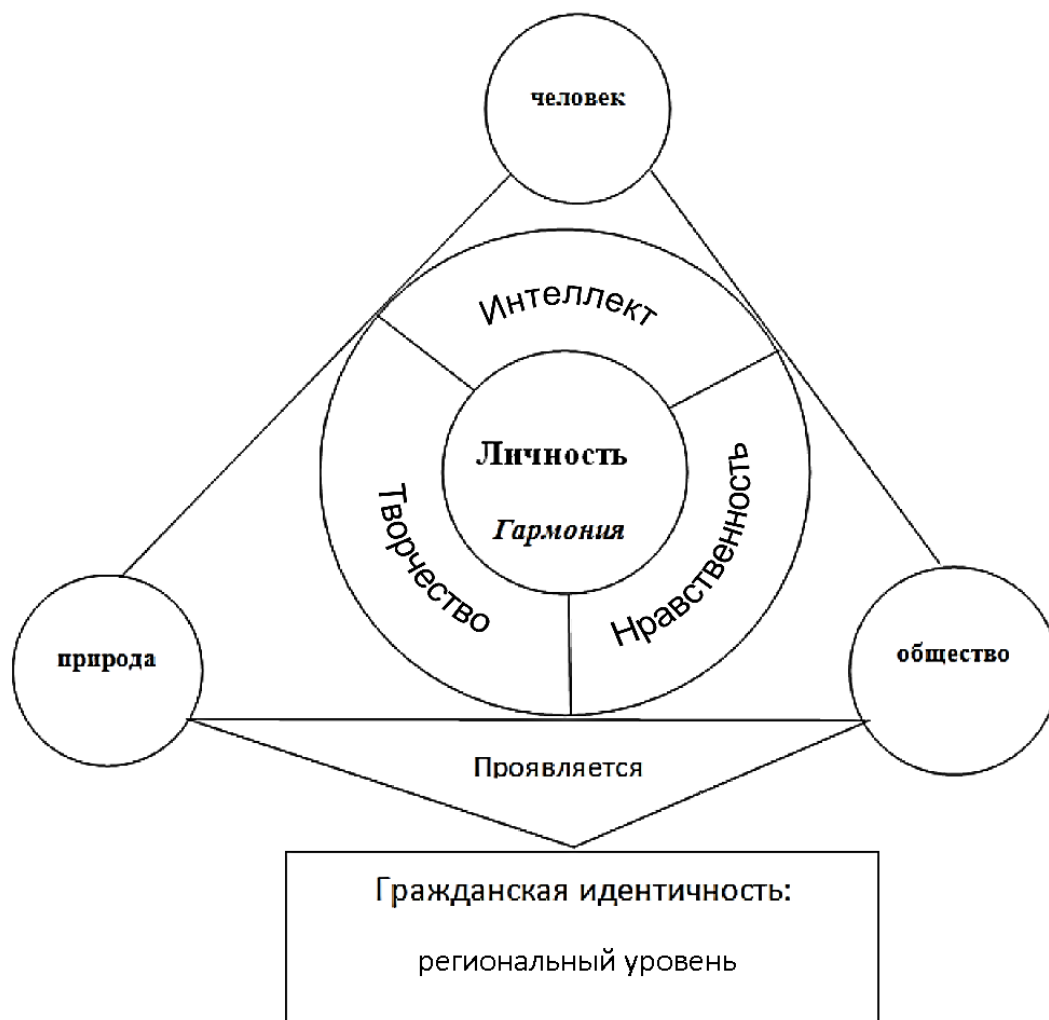 человек
Интеллект
Личность
Гармония
Творчество
Нравственность
природа
общество
Проявляется
Гражданская идентичность:
региональный уровень